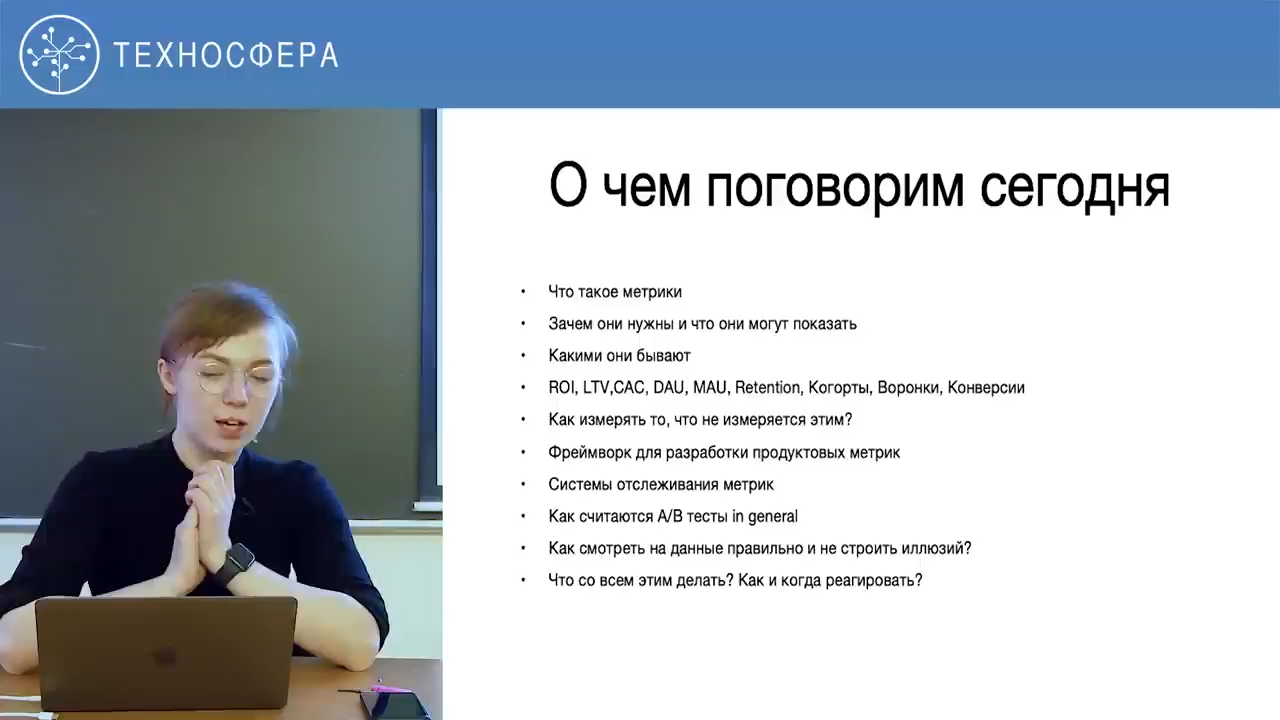 ТЕХНОСФЕРА
О чем поговорим сегодня
• Что такое метрики
• Зачем они нужны и что они могут показать
• Какими они бывают
• ROI, LTV,CAC, DAU, MAU, Retention, Когорты, Воронки, Конверсии
• Как измерять то, что не измеряется этим?
• Фреймворк для разработки продуктовых метрик
• Системы отслеживания метрик
• Как считаются A/B тесты in general
• Как смотреть на данные правильно и не строить иллюзий?
• Что со всем этим делать? Как и когда реагировать?